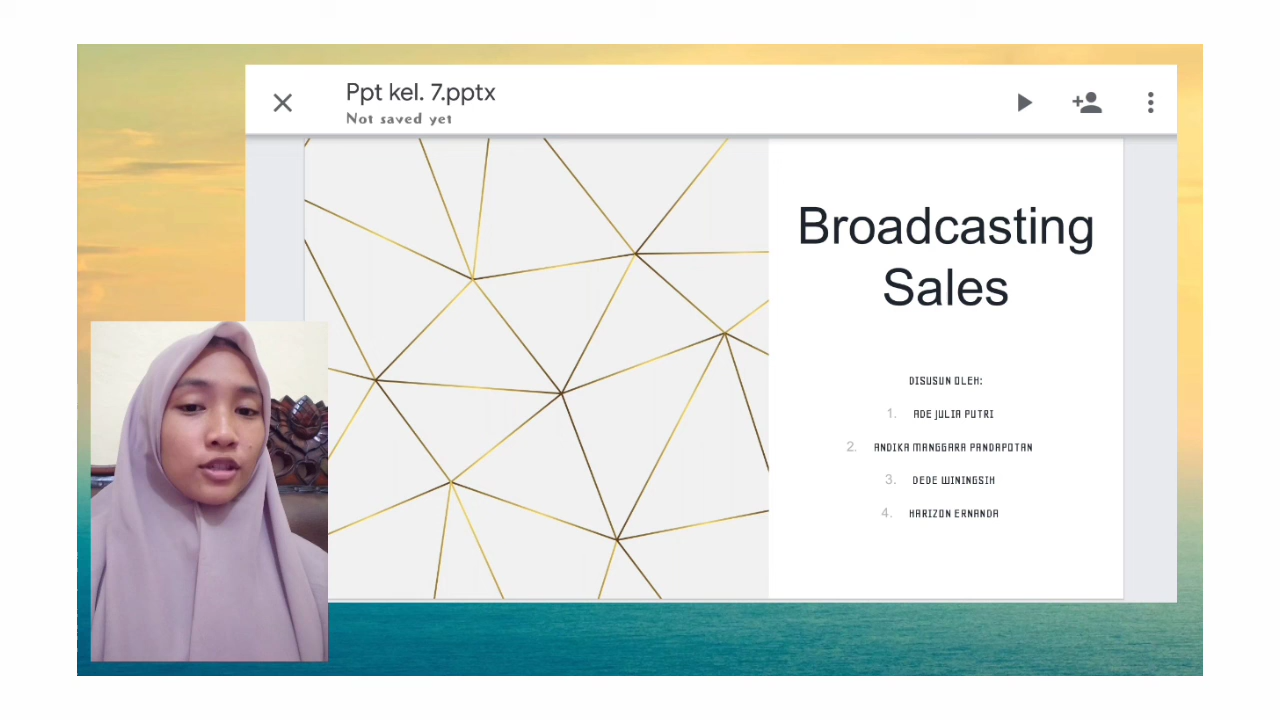 Ppt kel. 7.pptx
Not saved yet
Broadcasting
Sales
DISUSUN OLEH:
1. ADE JULIA PUTRI
2. ANDIKA MANGGARA PANDAPOTAN
3. DEDE WININGSIH
4. HARIZON ERNANDA